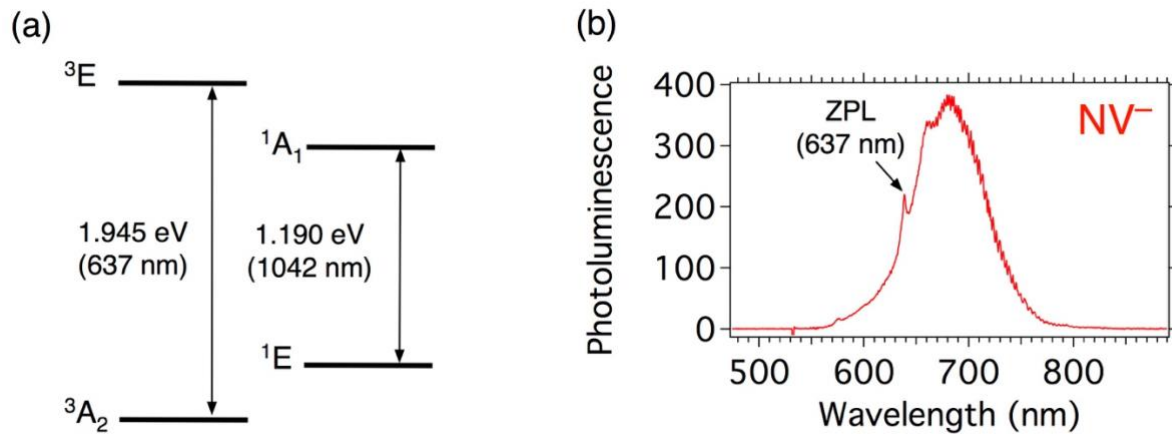 (a)
³E
¹A₁
1.945 eV
(637 nm)
1.190 eV
(1042 nm)
¹E
³A₂
(b)
Photoluminescence
400
300
200
100
0
ZPL
(637 nm)
NV⁻
500 600 700 800
Wavelength (nm)